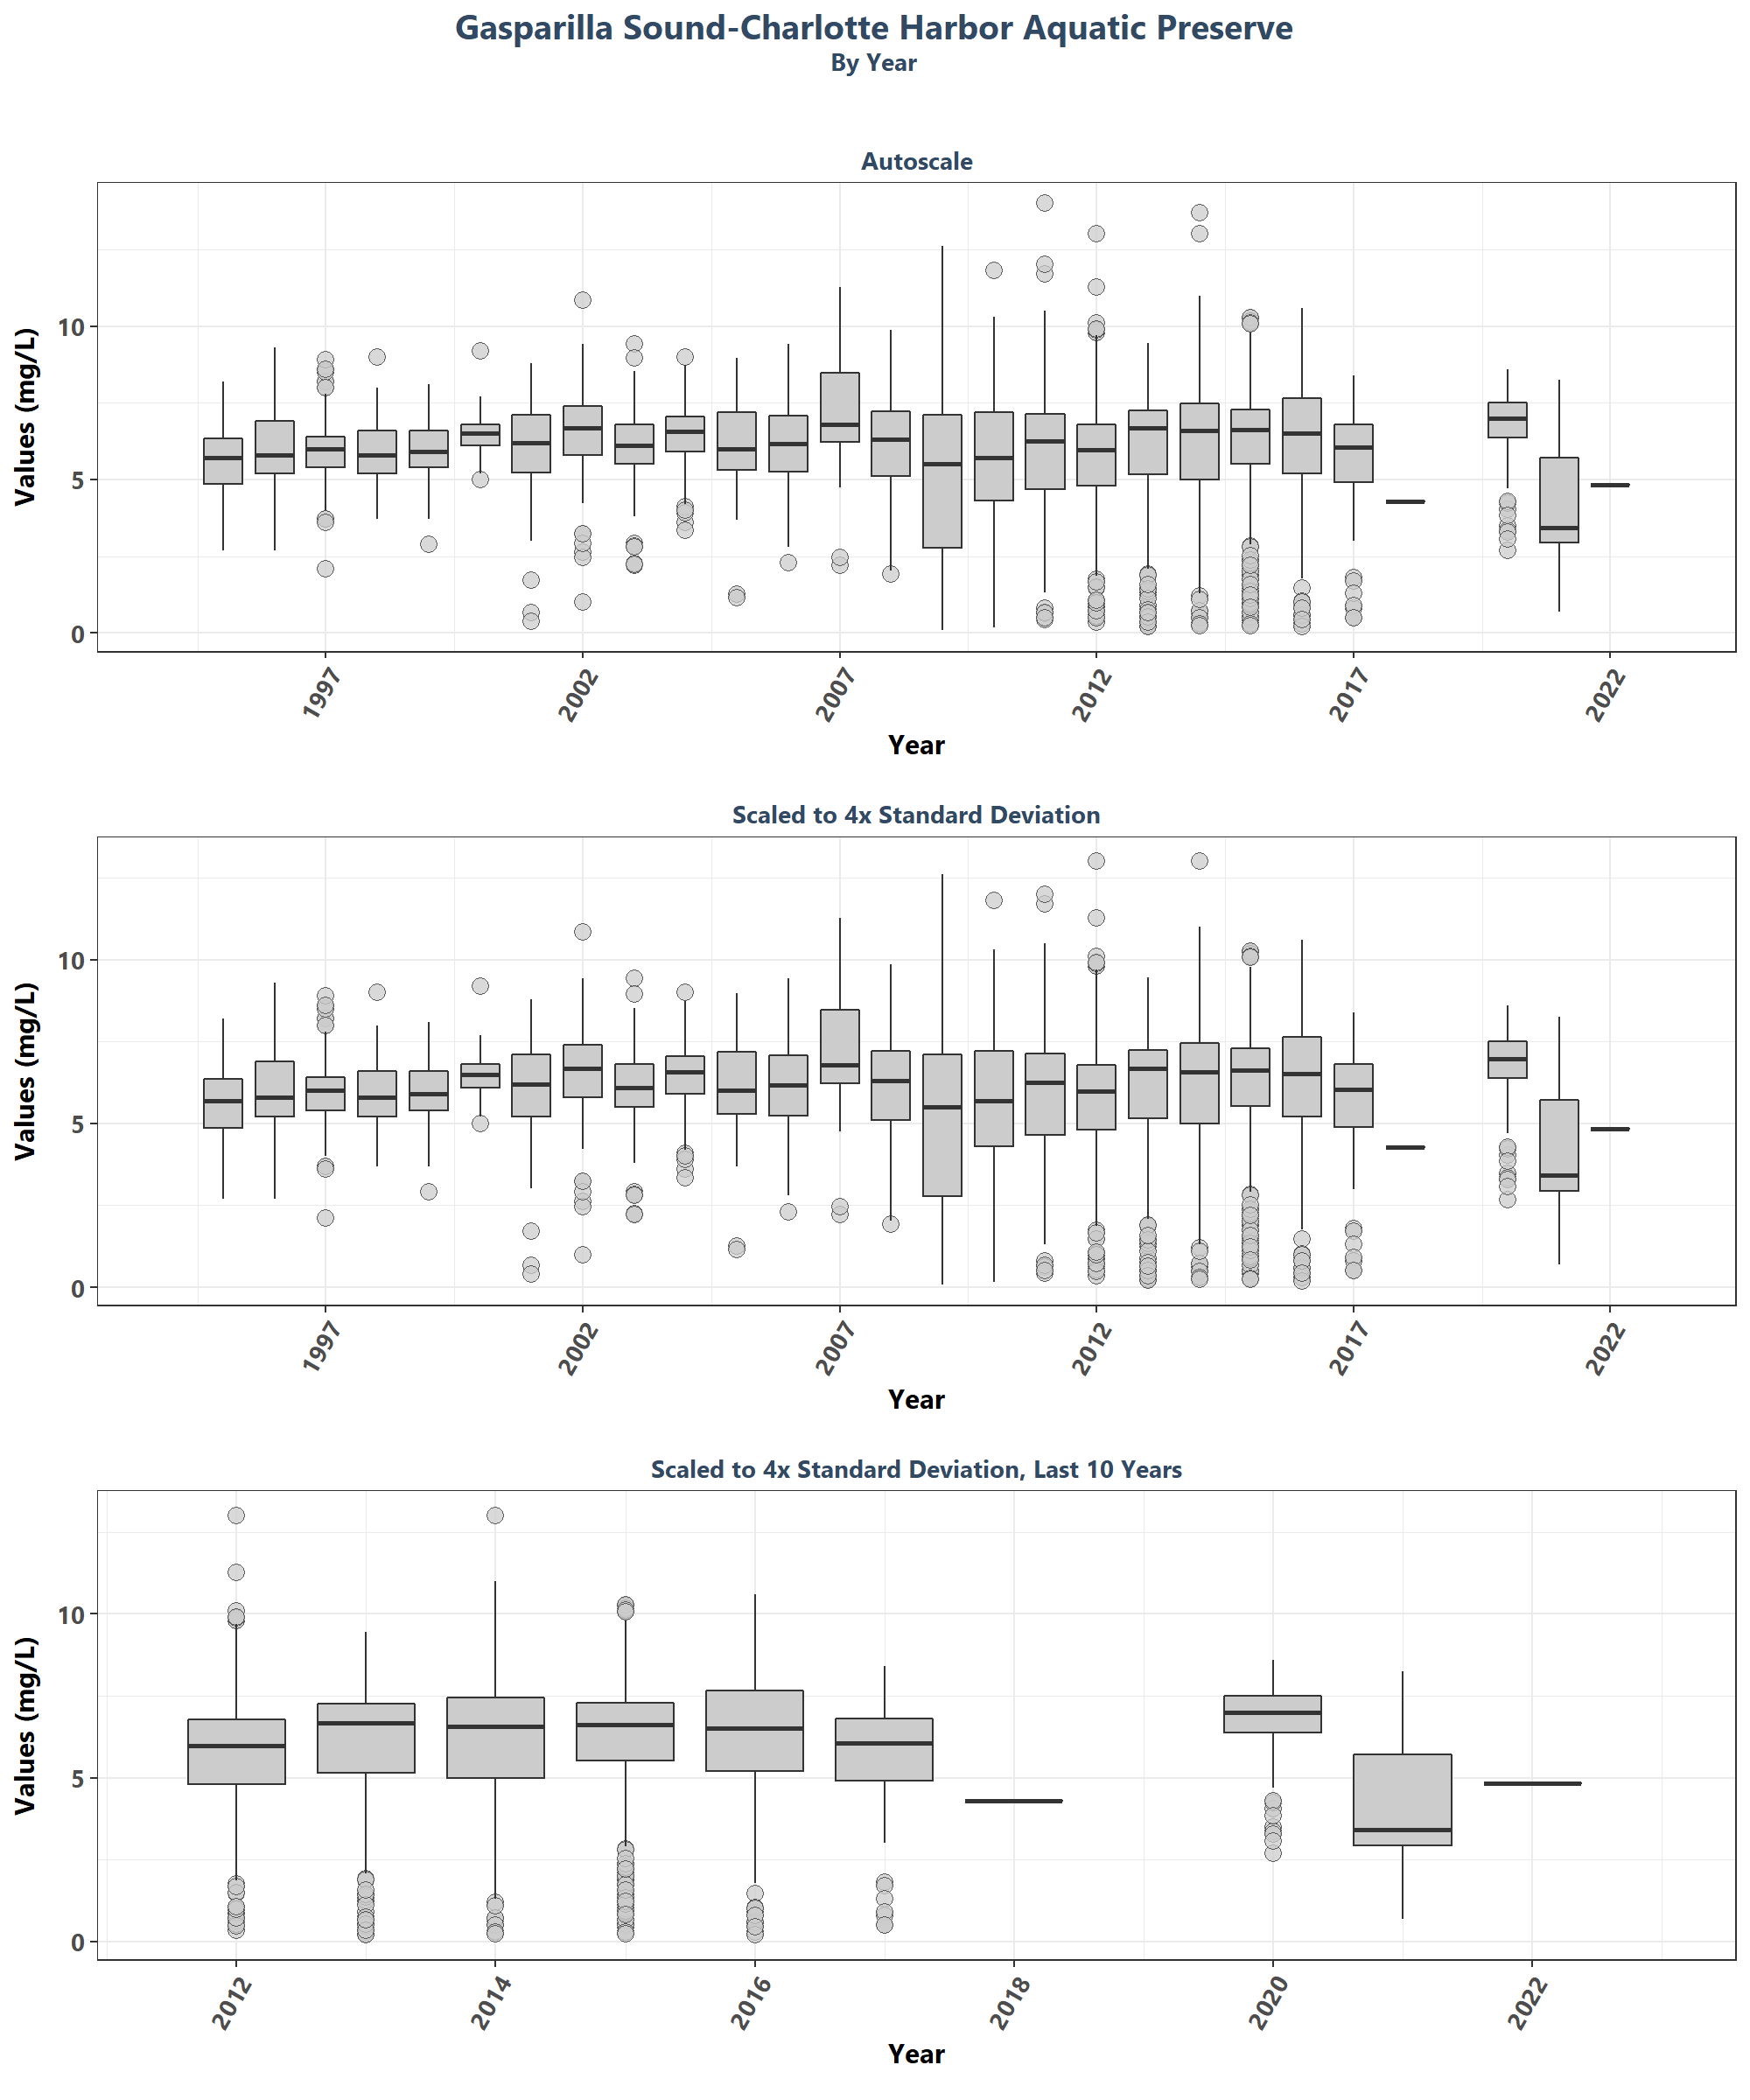 Gasparilla Sound-Charlotte Harbor Aquatic Preserve
By Year
Autoscale
Values (mg/L)
10
5
0
1997
2002
2007
2012
2017
2022
Year
Scaled to 4x Standard Deviation
Values (mg/L)
10
5
0
1997
2002
2007
2012
2017
2022
Year
Scaled to 4x Standard Deviation, Last 10 Years
Values (mg/L)
10
5
0
2012
2014
2016
2018
2020
2022
Year